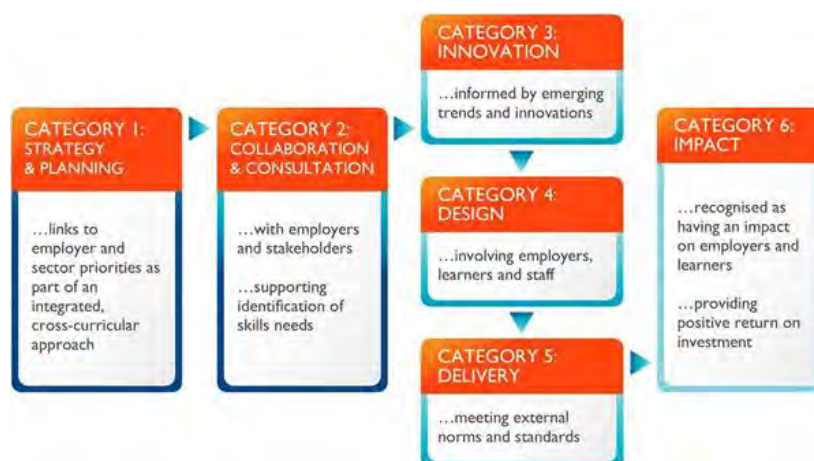 CATEGORY 1:
STRATEGY
& PLANNING
…links to
employer and
sector priorities as
part of an
integrated,
cross-curricular
approach
CATEGORY 2:
COLLABORATION
& CONSULTATION
…with employers
and stakeholders
…supporting
identification of
skills needs
CATEGORY 3:
INNOVATION
…informed by emerging
trends and innovations
CATEGORY 4:
DESIGN
…involving employers,
learners and staff
CATEGORY 5:
DELIVERY
…meeting external
norms and standards
CATEGORY 6:
IMPACT
…recognised as
having an impact
on employers and
learners
…providing
positive return on
investment